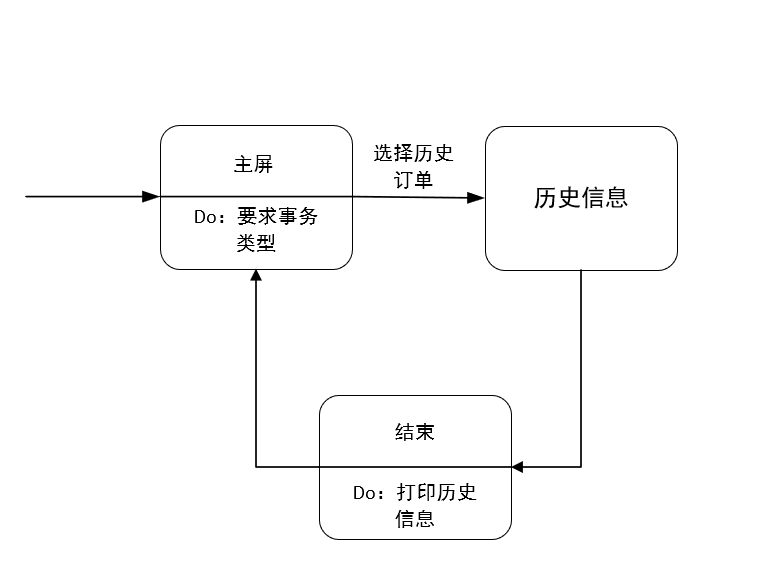 主屏
Do：要求事务
类型
选择历史
订单
历史信息
结束
Do：打印历史
信息